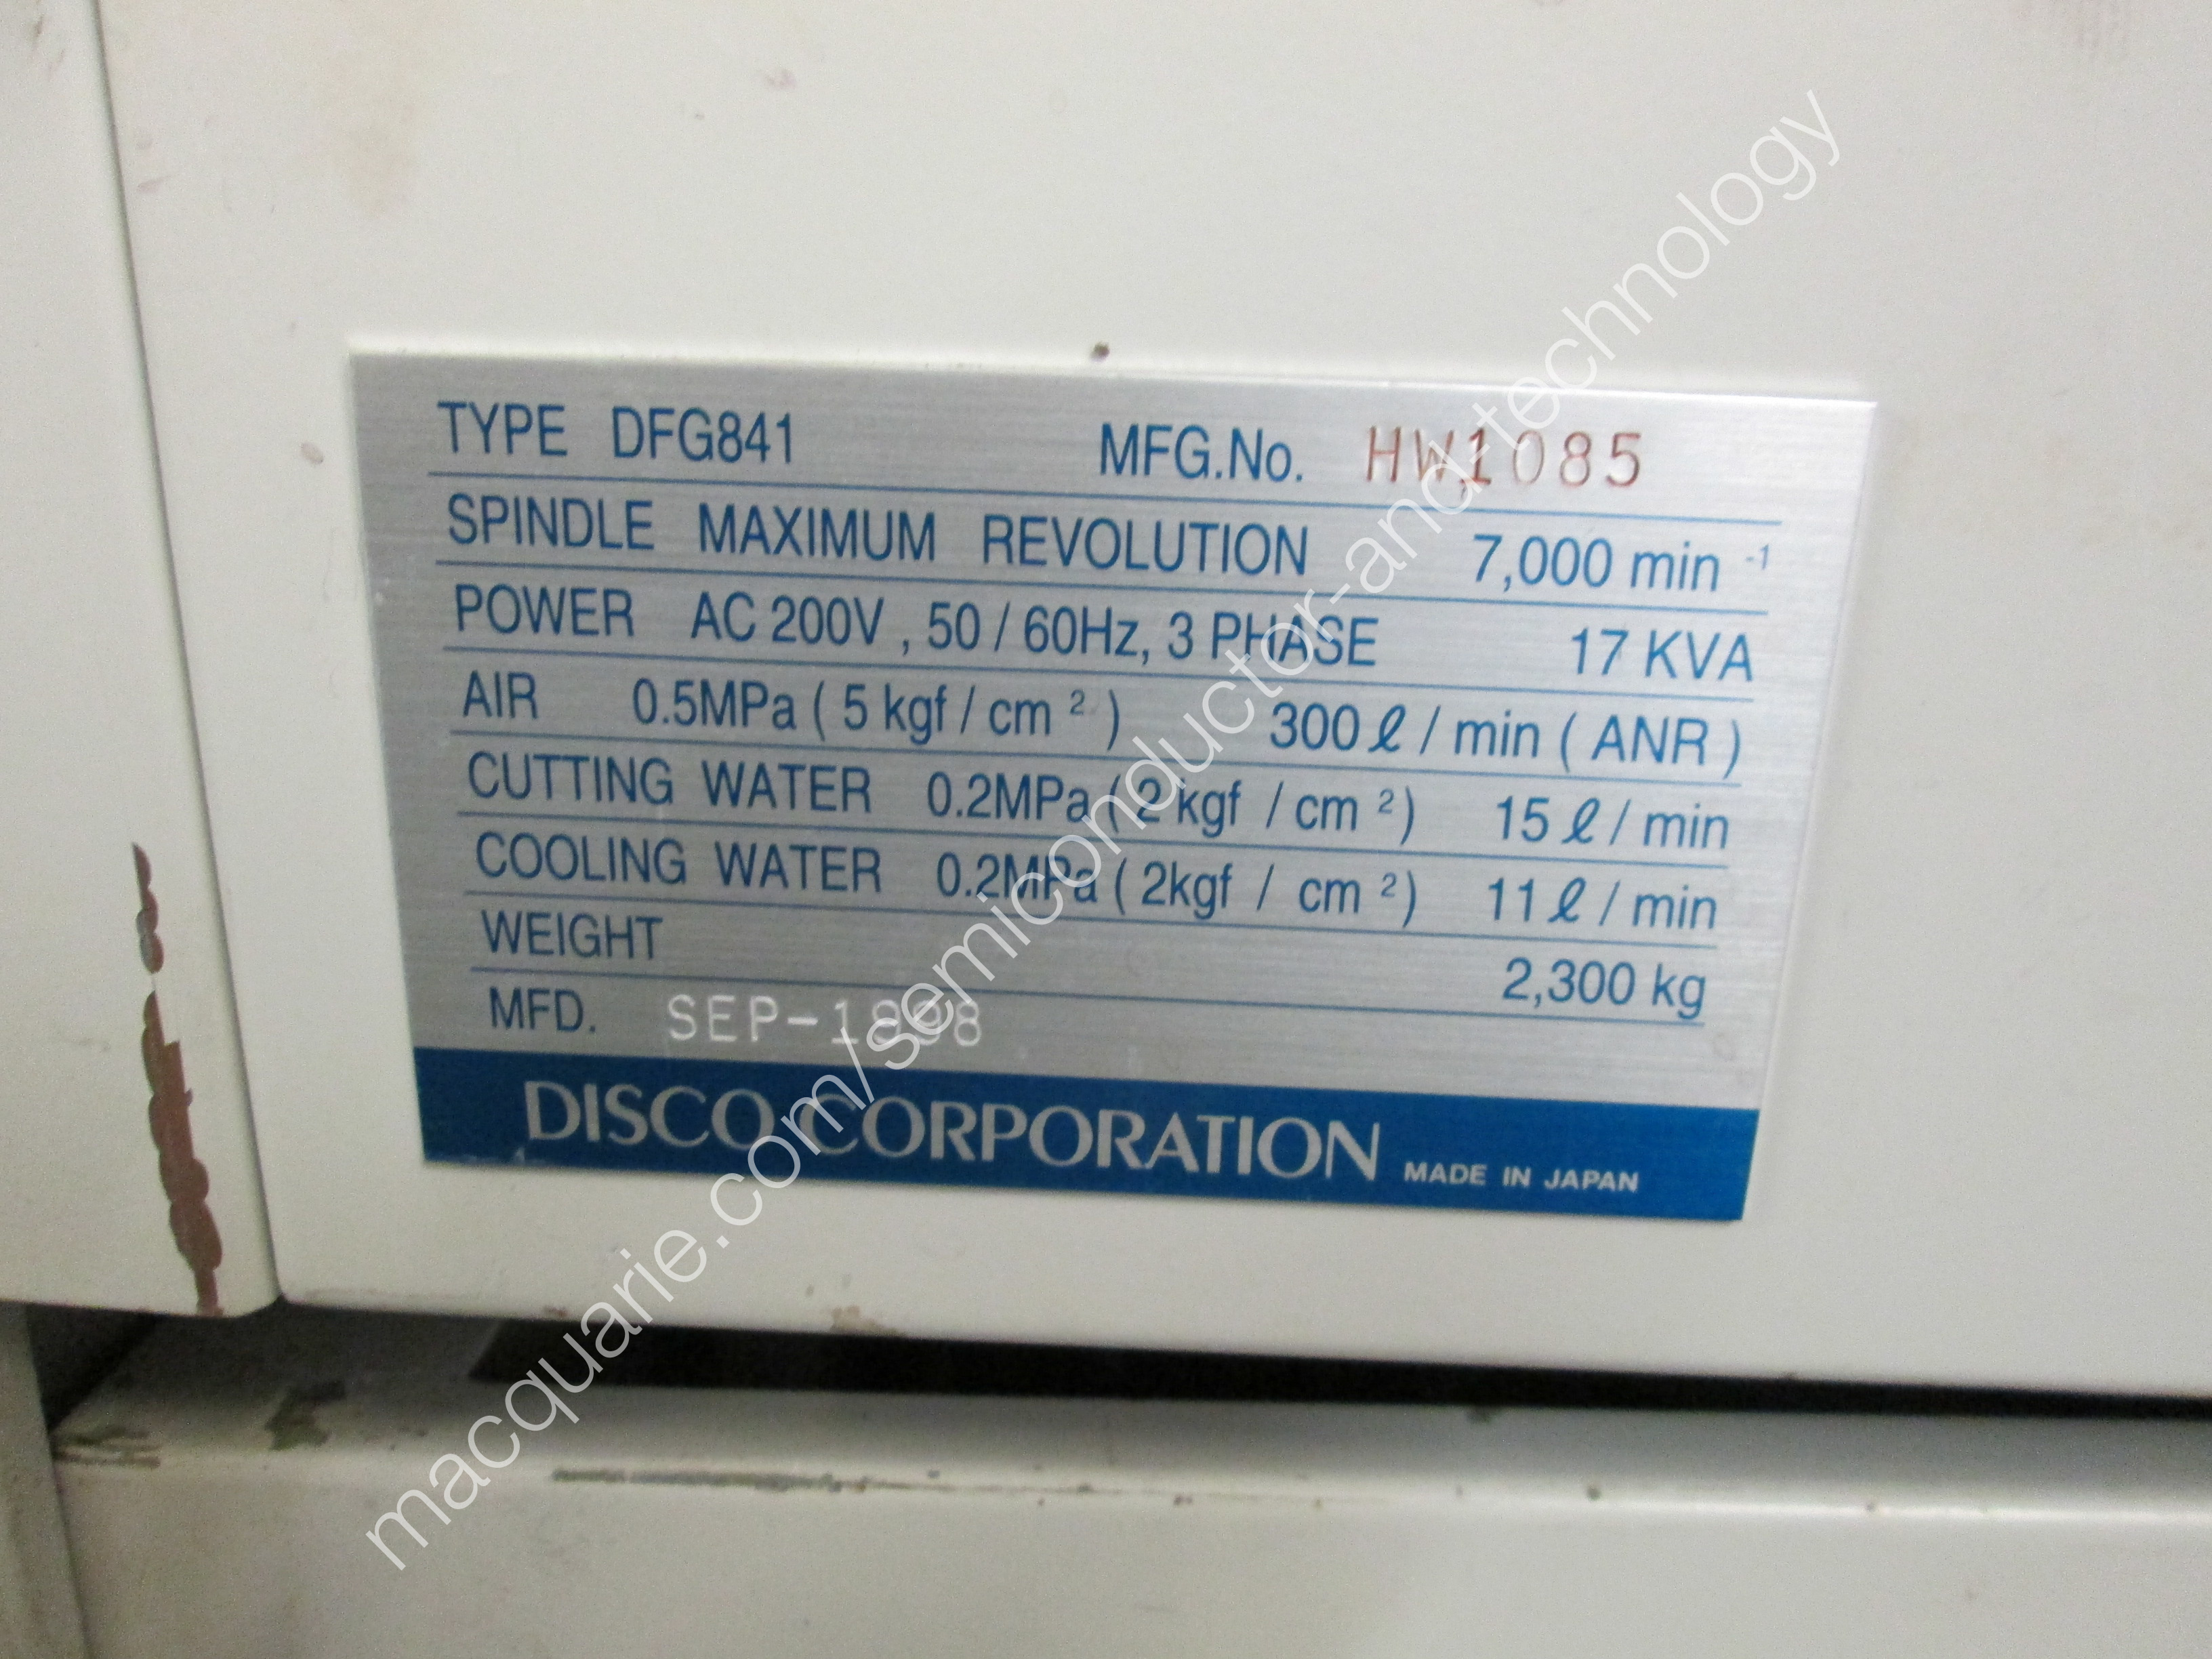 TYPE DFG841 MFG.No. HW1085
SPINDLE MAXIMUM REVOLUTION 7,000 min ⁻¹
POWER AC 200V , 50 / 60Hz, 3 PHASE 17 KVA
AIR 0.5MPa ( 5 kgf / cm ² ) 300 ℓ / min ( ANR )
CUTTING WATER 0.2MPa ( 2 kgf / cm ² ) 15 ℓ / min
COOLING WATER 0.2MPa ( 2kgf / cm ² ) 11 ℓ / min
WEIGHT 2,300 kg
MFD. SEP-1998
DISCO CORPORATION MADE IN JAPAN
macquarie.com/semiconductor-and-technology